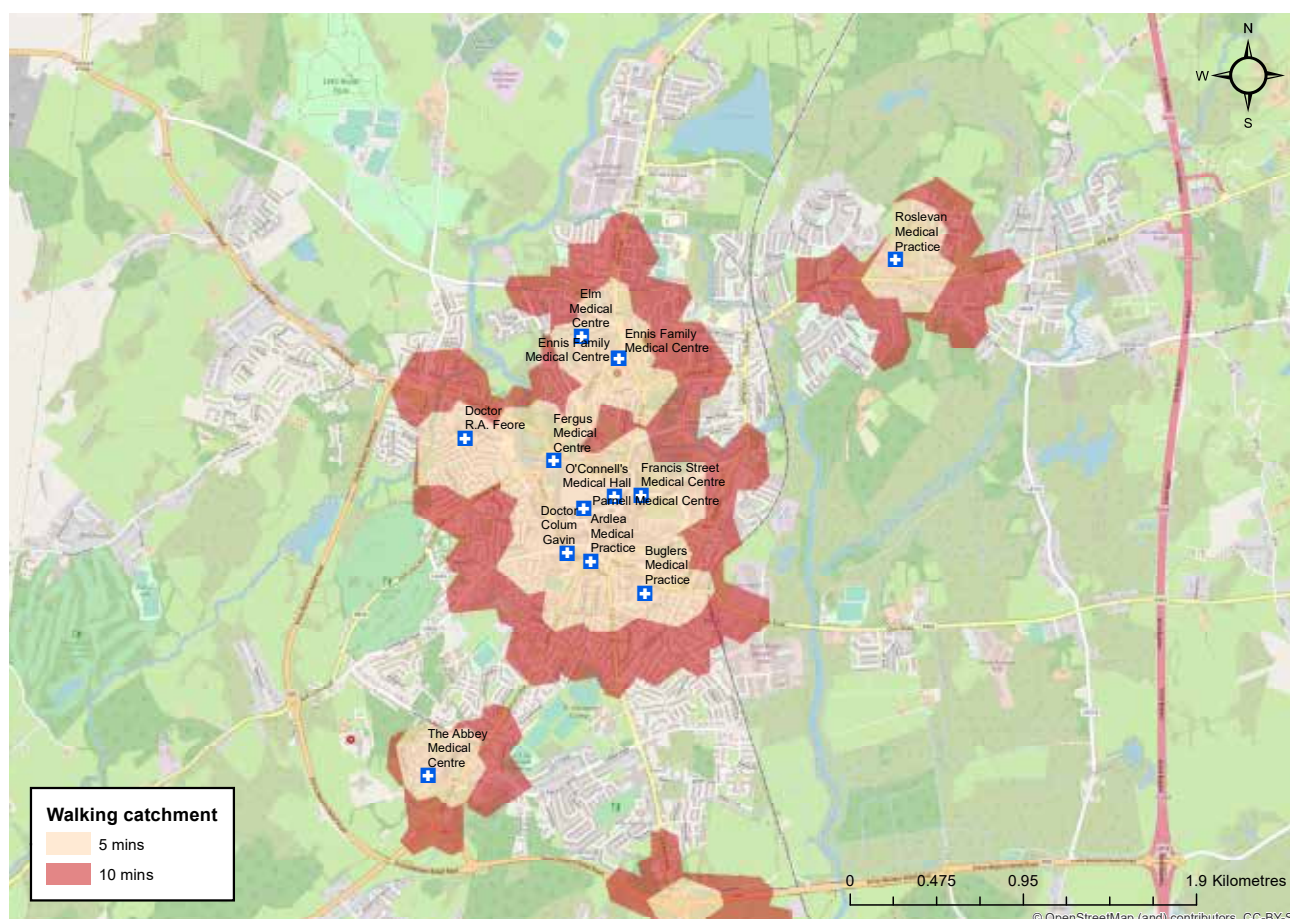 N
W
E
S
Roslevan
Medical
Practice
Elm
Medical
Centre
Ennis Family
Medical Centre
Ennis Family
Medical Centre
Doctor
R.A. Feore
Fergus
Medical
Centre
O'Connell's
Medical Hall
Francis Street
Medical Centre
Parnell Medical Centre
Doctor
Colum
Gavin
Ardlea
Medical
Practice
Buglers
Medical
Practice
The Abbey
Medical
Centre
Walking catchment
5 mins
10 mins
0 0.475 0.95 1.9 Kilometres
© OpenStreetMap (and) contributors, CC-BY-S